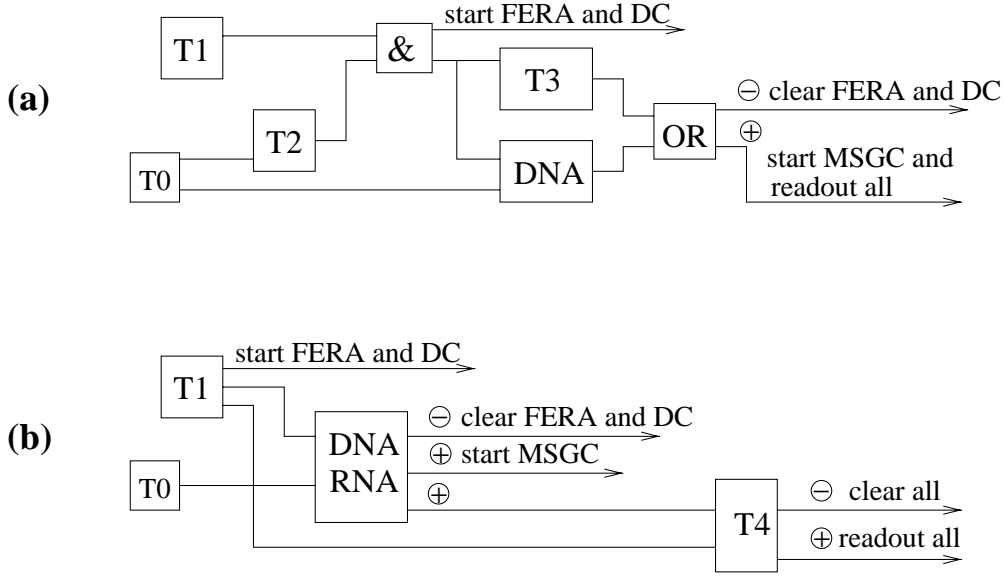 start FERA and DC
T1
&
(a)
T3
⊖ clear FERA and DC
T2
OR
⊕
start MSGC and
readout all
T0
DNA
start FERA and DC
T1
⊖ clear FERA and DC
(b)
DNA
RNA
⊕ start MSGC
T0
⊕
T4
⊖ clear all
⊕ readout all